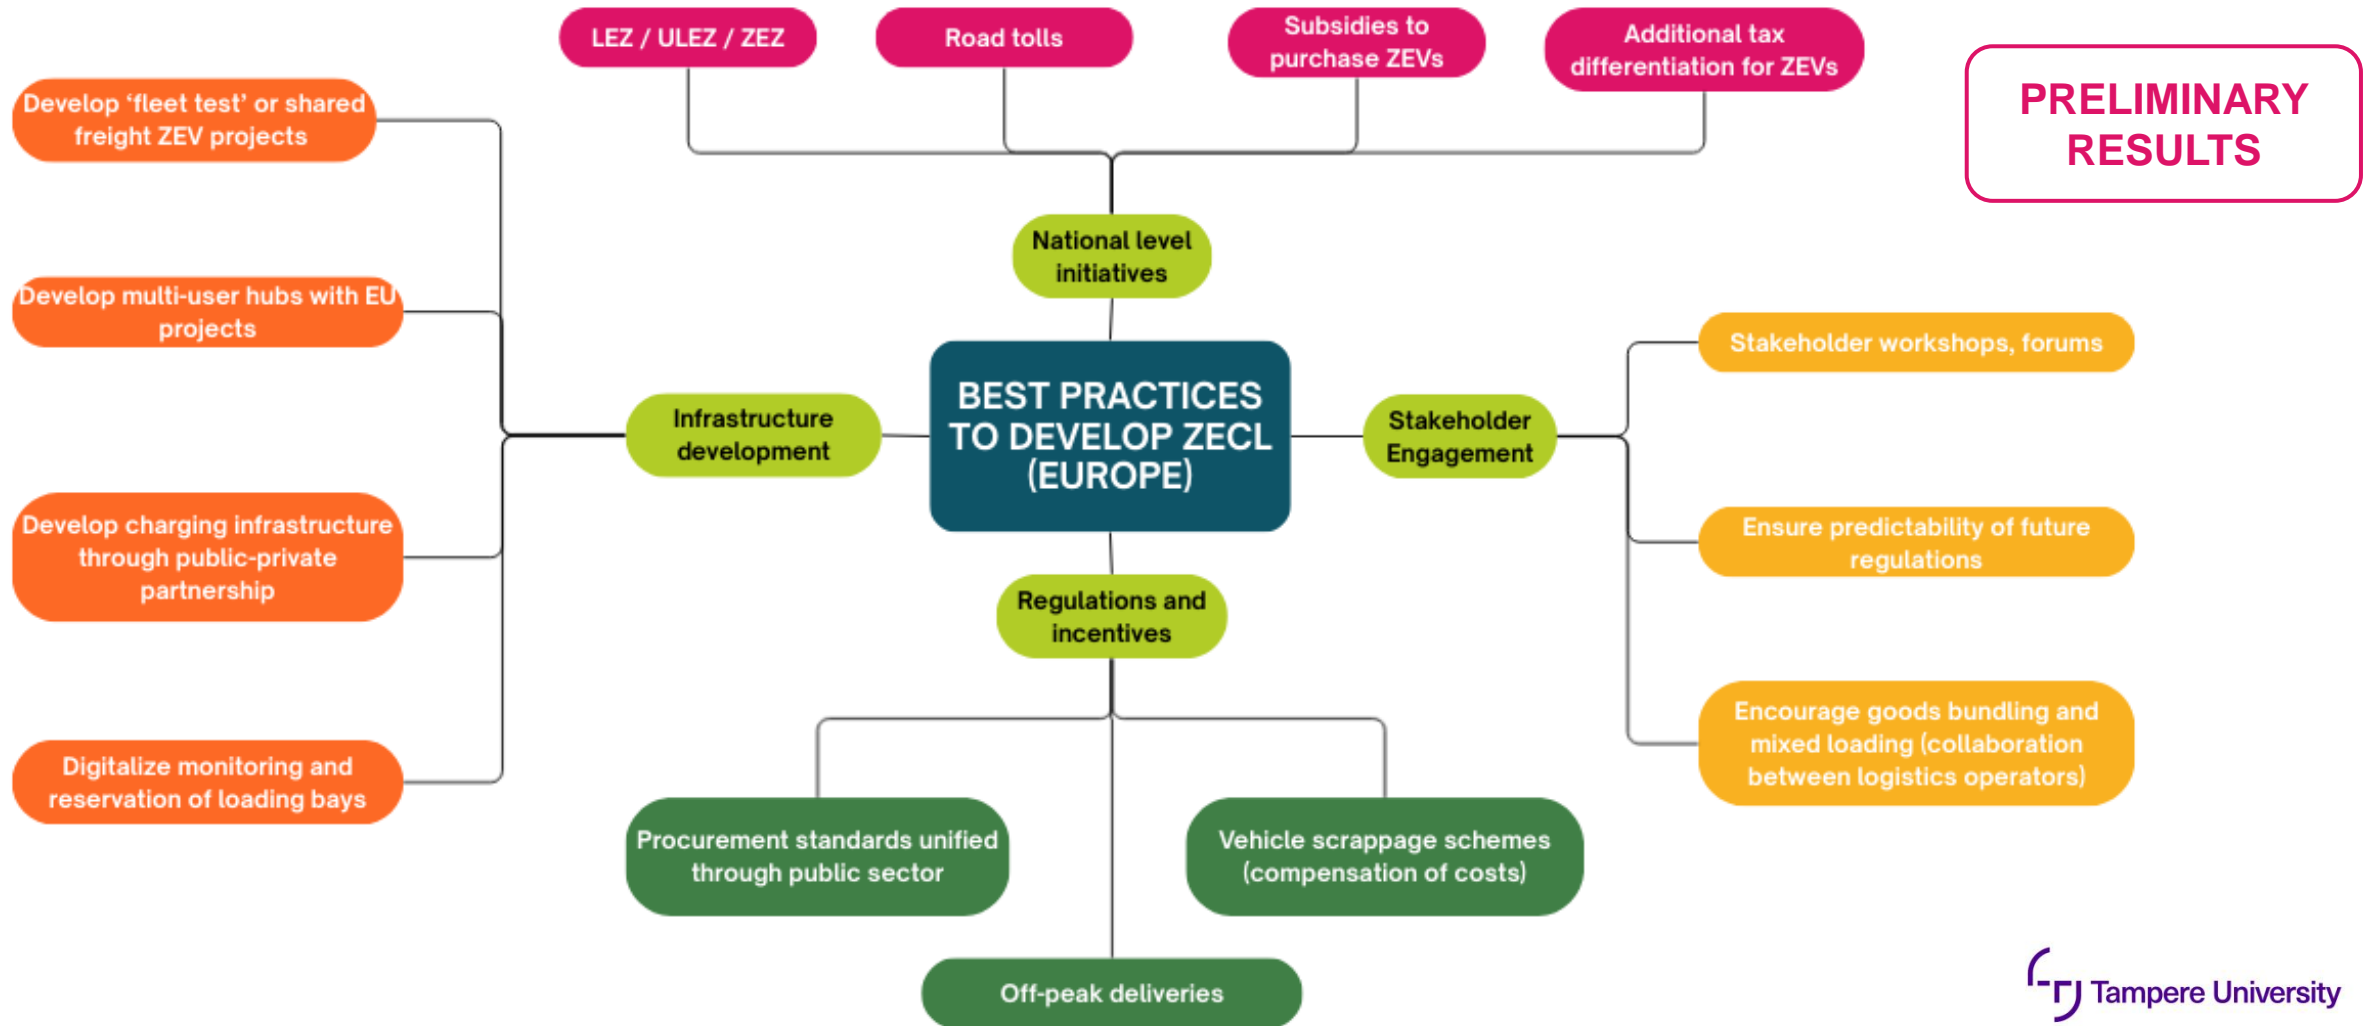 LEZ / ULEZ / ZEZ
Road tolls
Subsidies to
purchase ZEVs
Additional tax
differentiation for ZEVs
PRELIMINARY
RESULTS
Develop ‘fleet test’ or shared
freight ZEV projects
National level
initiatives
Develop multi-user hubs with EU
projects
Stakeholder workshops, forums
Infrastructure
development
BEST PRACTICES
TO DEVELOP ZECL
(EUROPE)
Stakeholder
Engagement
Develop charging infrastructure
through public-private
partnership
Ensure predictability of future
regulations
Regulations and
incentives
Digitalize monitoring and
reservation of loading bays
Encourage goods bundling and
mixed loading (collaboration
between logistics operators)
Procurement standards unified
through public sector
Vehicle scrappage schemes
(compensation of costs)
Off-peak deliveries
Tampere University